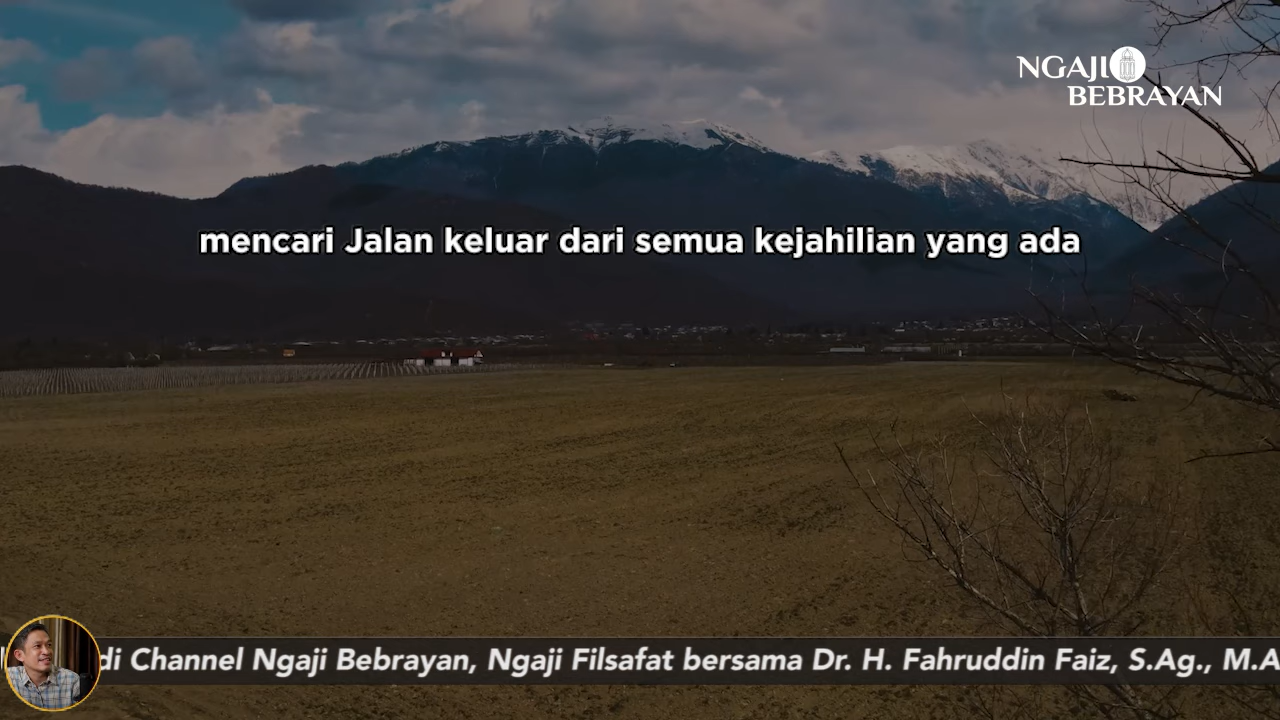 NGAJI
BEBRAYAN
mencari Jalan keluar dari semua kejahilian yang ada
di Channel Ngaji Bebrayan, Ngaji Filsafat bersama Dr. H. Fahruddin Faiz, S.Ag., M.A